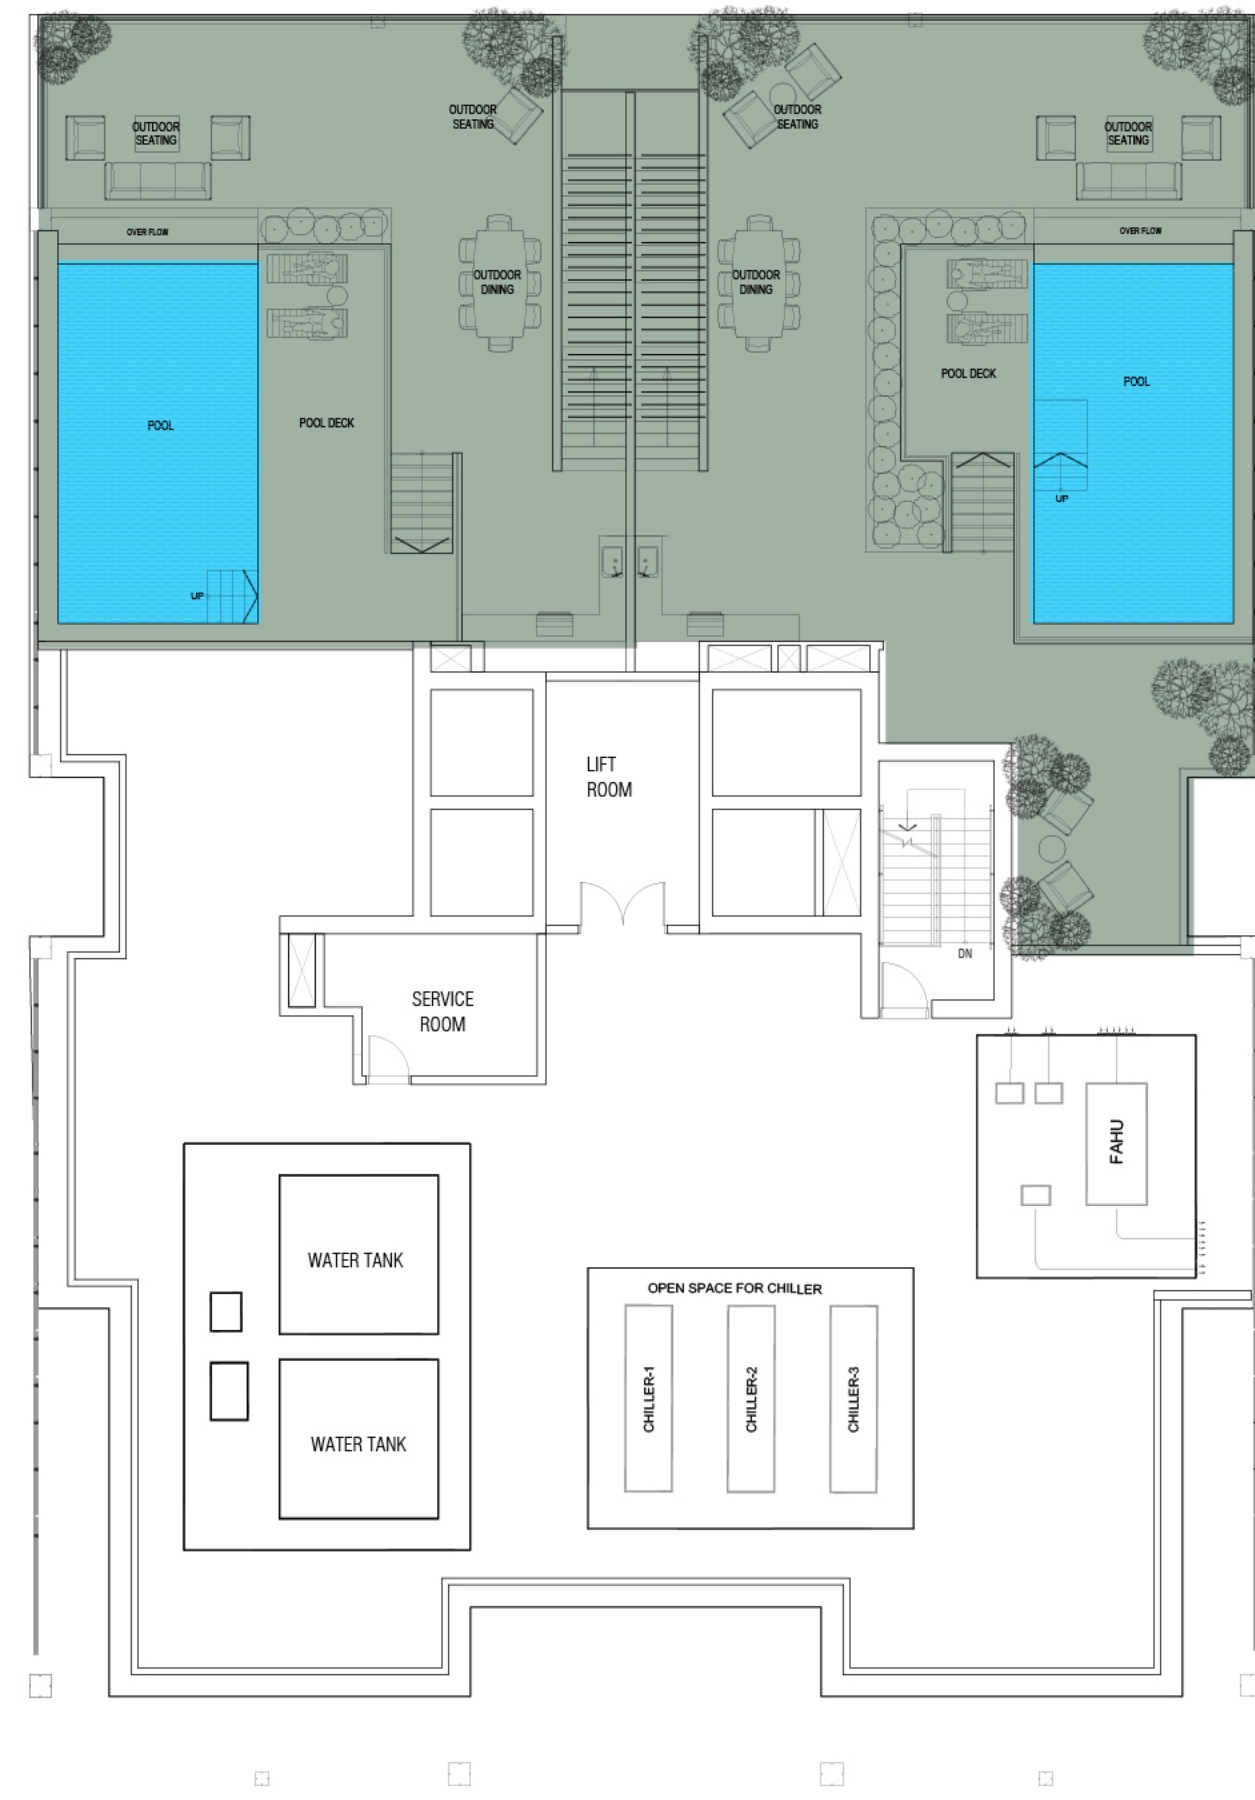 OUTDOOR
SEATING
OUTDOOR
SEATING
OUTDOOR
SEATING
OUTDOOR
SEATING
OVER FLOW
OVER FLOW
OUTDOOR
DINING
OUTDOOR
DINING
POOL
POOL DECK
POOL DECK
POOL
UP
UP
LIFT
ROOM
DN
SERVICE
ROOM
FAHU
WATER TANK
WATER TANK
OPEN SPACE FOR CHILLER
CHILLER-1
CHILLER-2
CHILLER-3